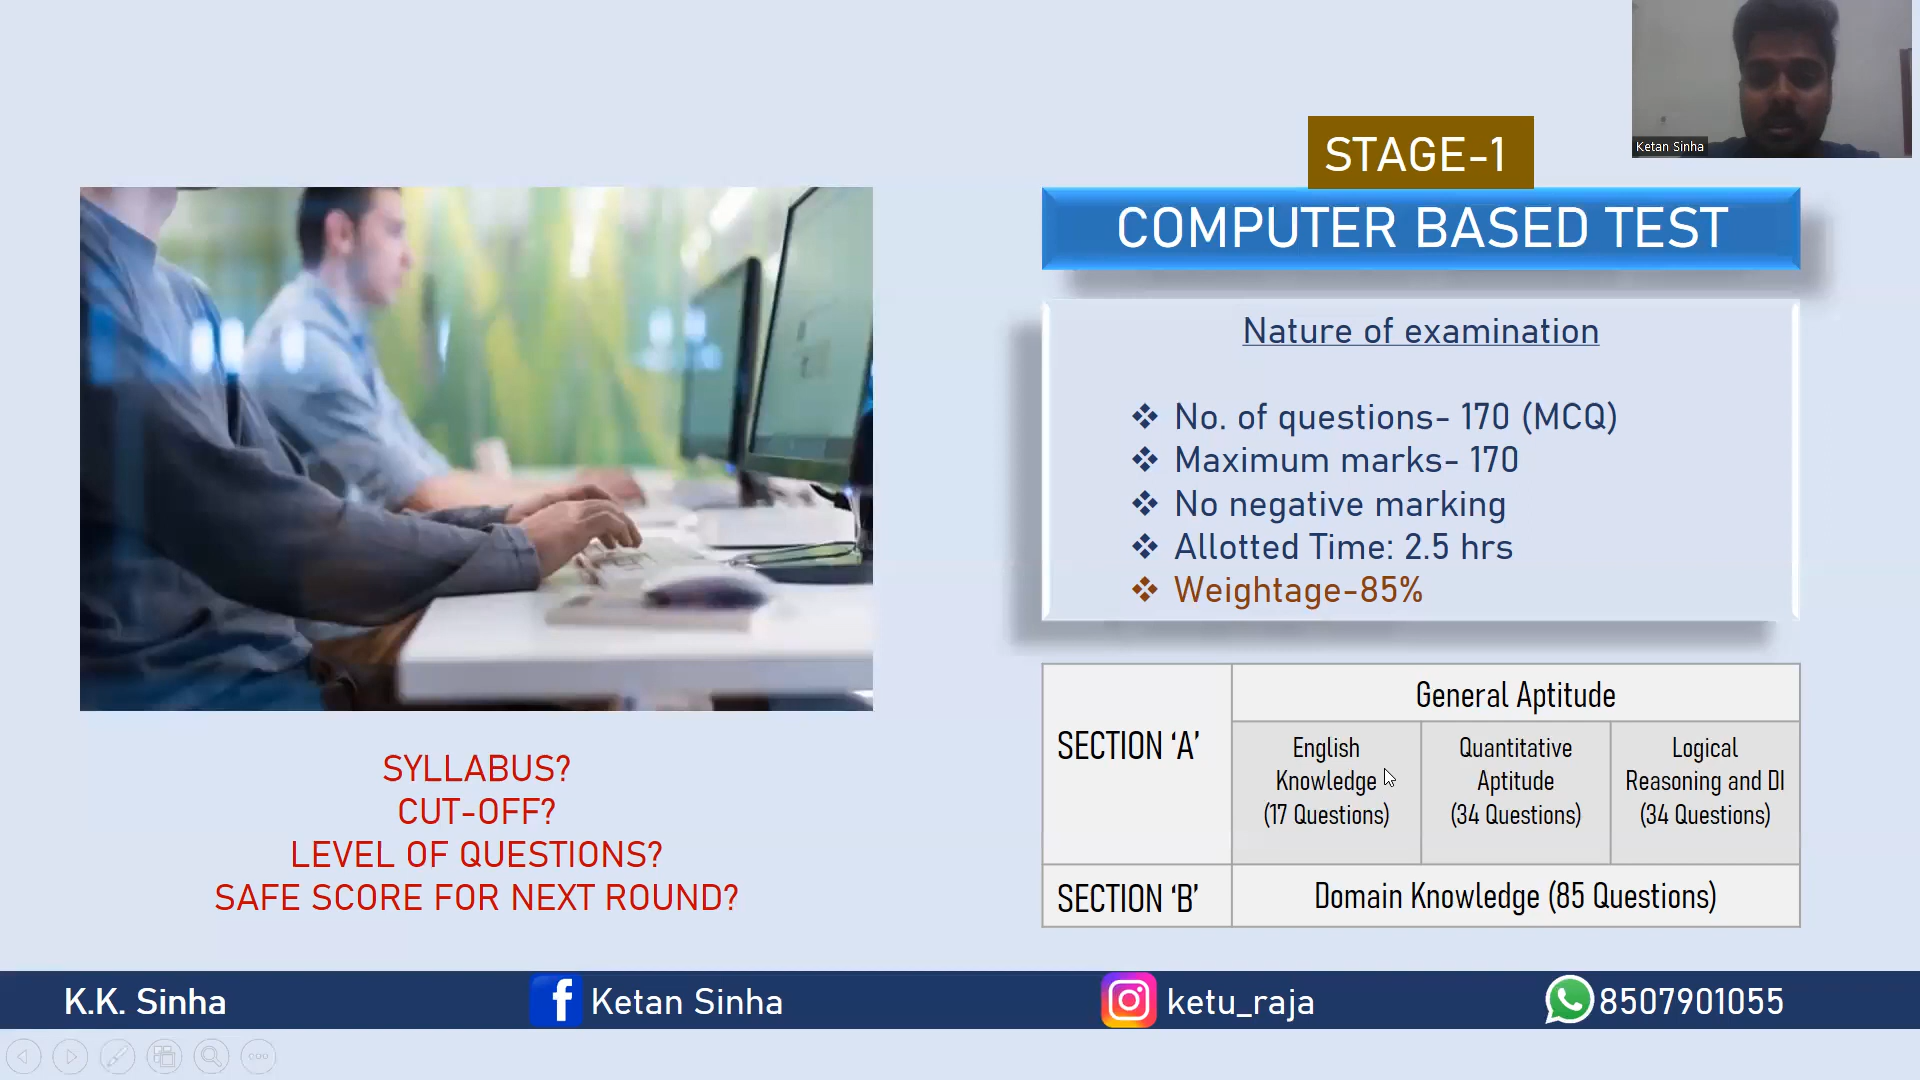 Ketan Sinha
STAGE-1
COMPUTER BASED TEST
Nature of examination
❖ No. of questions- 170 (MCQ)
❖ Maximum marks- 170
❖ No negative marking
❖ Allotted Time: 2.5 hrs
❖ Weightage-85%
SYLLABUS?
CUT-OFF?
LEVEL OF QUESTIONS?
SAFE SCORE FOR NEXT ROUND?
SECTION ‘A’
General Aptitude
English
Knowledge
(17 Questions)
Quantitative
Aptitude
(34 Questions)
Logical
Reasoning and DI
(34 Questions)
SECTION ‘B’
Domain Knowledge (85 Questions)
K.K. Sinha
Ketan Sinha
ketu_raja
8507901055